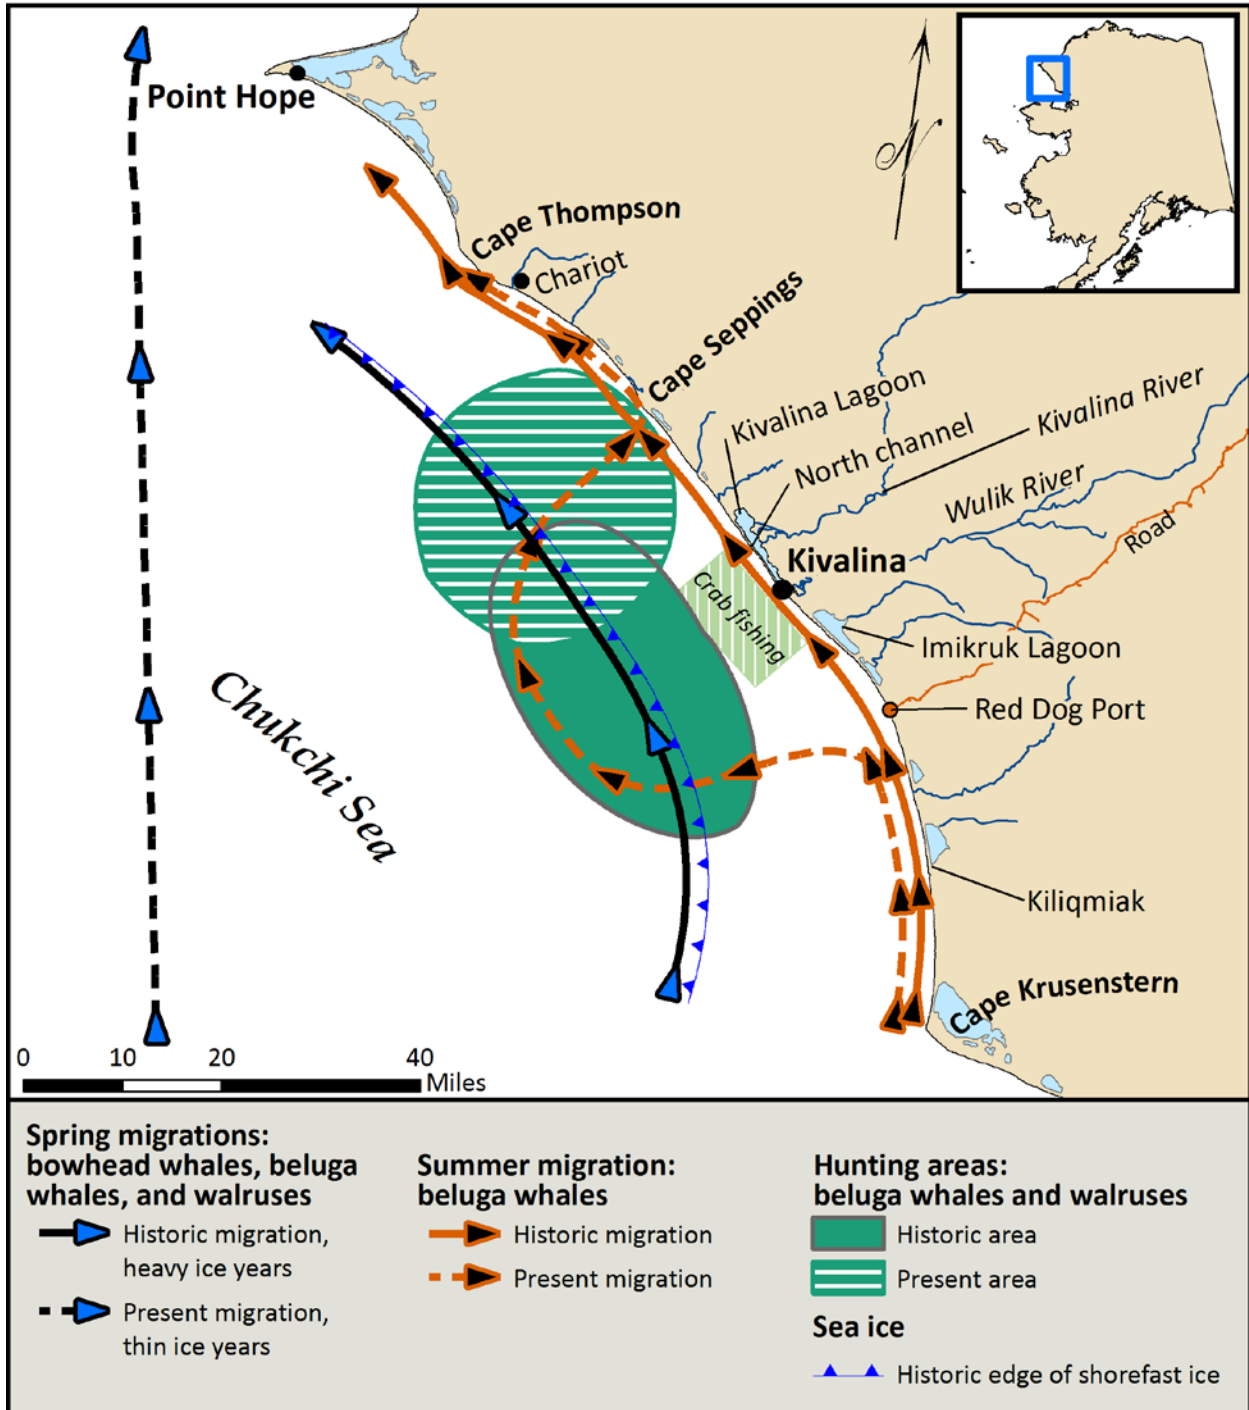 Point Hope
N
Cape Thompson
Chariot
Cape Seppings
Kivalina Lagoon
Kivalina River
North channel
Wulik River
Road
Kivalina
Crab fishing
Imikruk Lagoon
Chukchi Sea
Red Dog Port
Kiliqmiak
Cape Krusenstern
0 10 20 40
Miles
Spring migrations:
bowhead whales, beluga
whales, and walruses
Historic migration,
heavy ice years
Present migration,
thin ice years
Summer migration:
beluga whales
Historic migration
Present migration
Hunting areas:
beluga whales and walruses
Historic area
Present area
Sea ice
Historic edge of shorefast ice